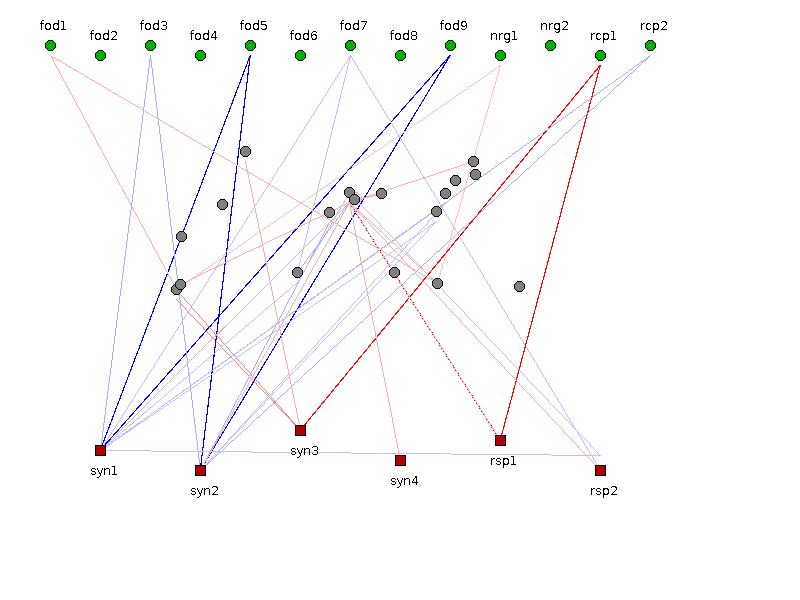 fod1 fod3 fod5 fod7 fod9 nrg2 rcp2
fod2 fod4 fod6 fod8 nrg1 rcp1
syn3
rsp1
syn1
syn4
syn2 rsp2